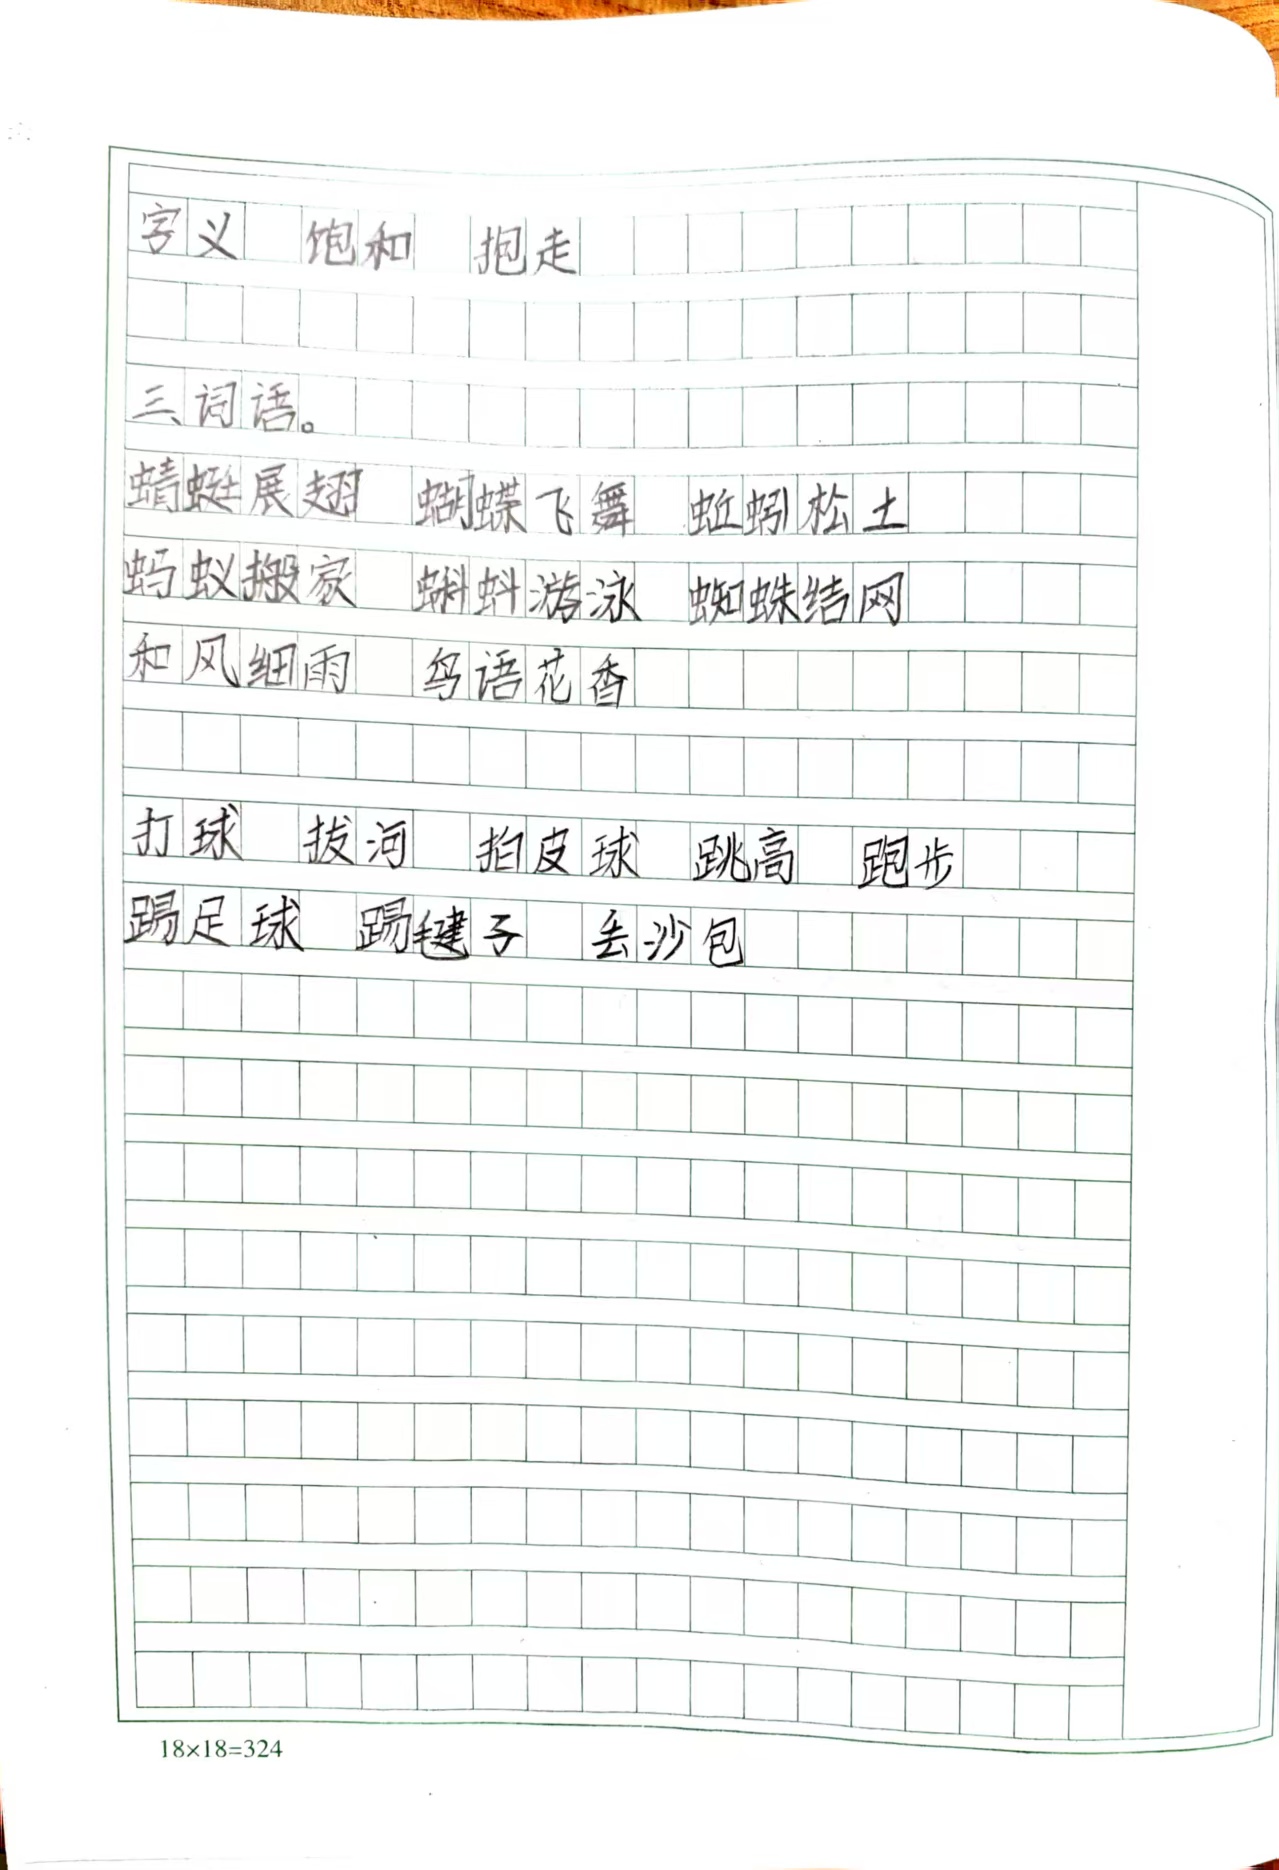 字义 饱和 抱走
三、词语。
蜻蜓展翅 蝴蝶飞舞 蚯蚓松土
蚂蚁搬家 蝌蚪游泳 蜘蛛结网
和风细雨 鸟语花香
打球 拔河 拍皮球 跳高 跑步
踢足球 踢毽子 丢沙包
18×18=324